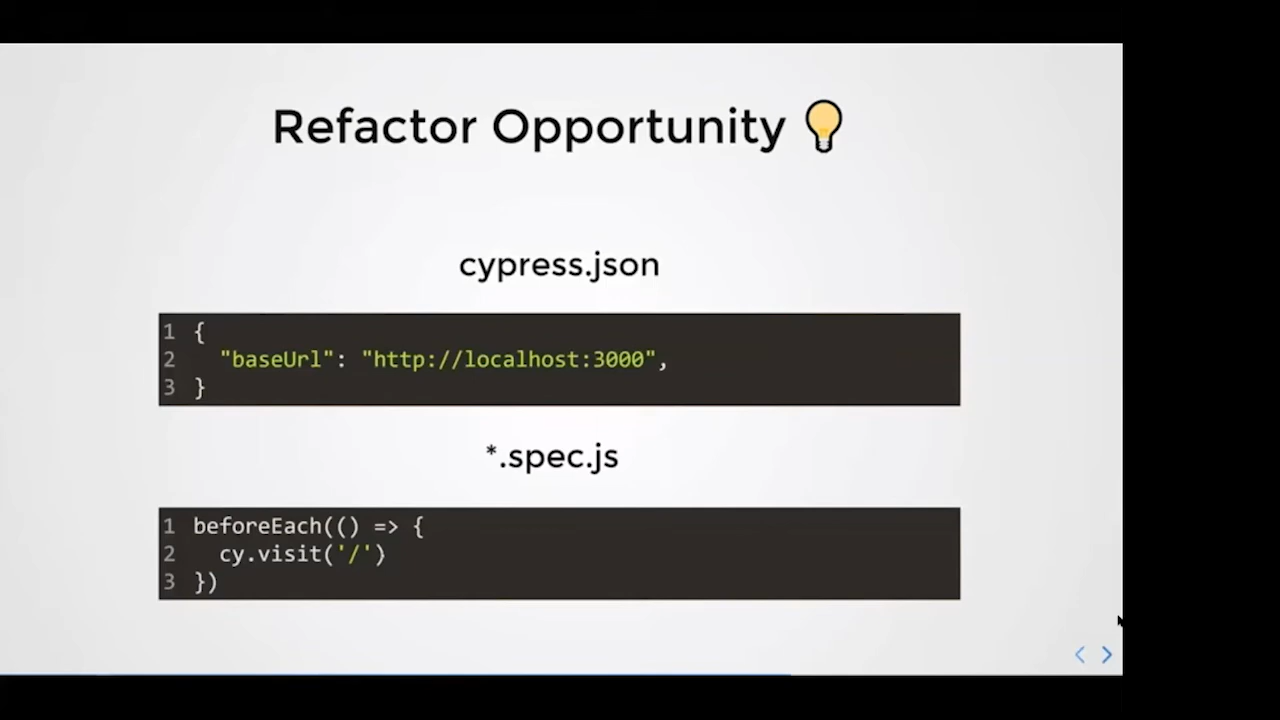 Refactor Opportunity 💡
cypress.json
1 {
2   "baseUrl": "http://localhost:3000",
3 }
*.spec.js
1 beforeEach(() => {
2   cy.visit('/')
3 })